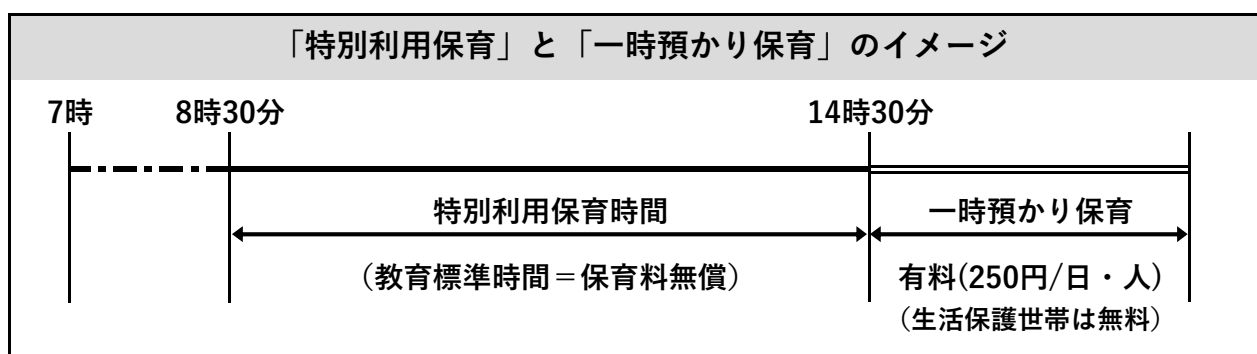 「特別利用保育」と「一時預かり保育」のイメージ
7時 8時30分 14時30分
特別利用保育時間 一時預かり保育
（教育標準時間＝保育料無償） 有料(250円/日・人)
（生活保護世帯は無料）